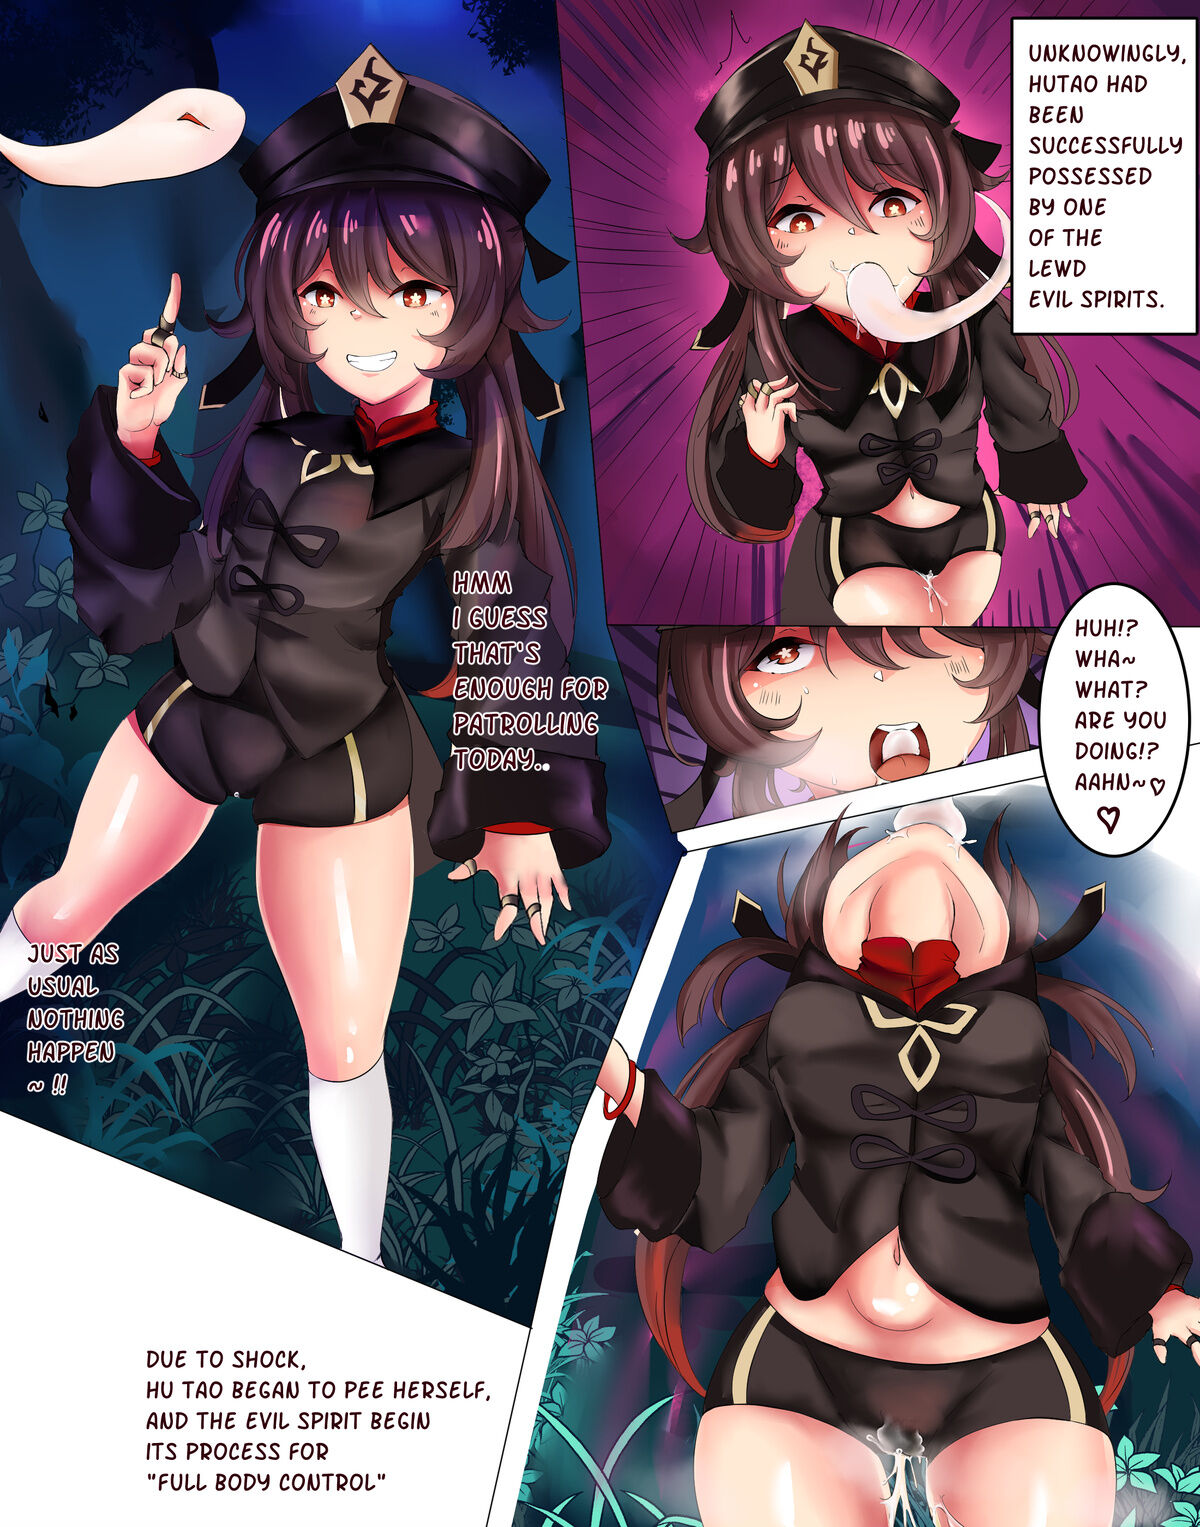 HMM
I GUESS
THAT'S
ENOUGH FOR
PATROLLING
TODAY..
JUST AS
USUAL
NOTHING
HAPPEN
~ !!
UNKNOWINGLY,
HUTAO HAD
BEEN
SUCCESSFULLY
POSSESSED
BY ONE
OF THE
LEWD
EVIL SPIRITS.
HUH!?
WHA~
WHAT?
ARE YOU
DOING!?
AAHN~♡
♡
DUE TO SHOCK,
HU TAO BEGAN TO PEE HERSELF,
AND THE EVIL SPIRIT BEGIN
ITS PROCESS FOR
"FULL BODY CONTROL"